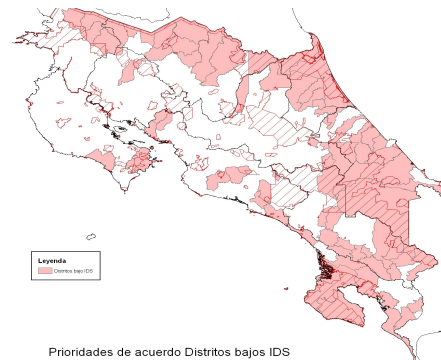 Leyenda
Distritos bajo IDS
Prioridades de acuerdo Distritos bajos IDS